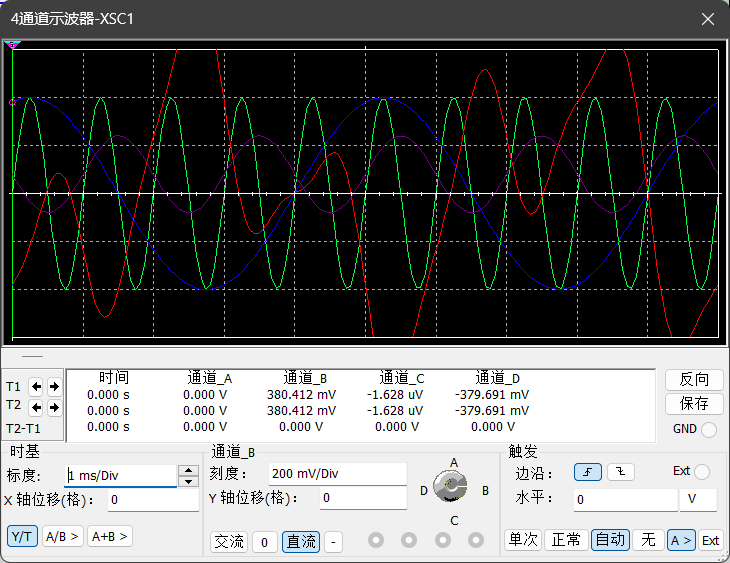 4通道示波器-XSC1
时间 通道_A 通道_B 通道_C 通道_D
T1 0.000 s 0.000 V 380.412 mV -1.628 uV -379.691 mV
T2 0.000 s 0.000 V 380.412 mV -1.628 uV -379.691 mV
T2-T1 0.000 s 0.000 V 0.000 V 0.000 V 0.000 V
反向
保存
GND
时基 通道_B 触发
标度: 1 ms/Div 刻度: 200 mV/Div A 边沿: Ext
X 轴位移(格): 0 Y 轴位移(格): 0 D B 水平: 0 V
C
Y/T A/B > A+B > 交流 0 直流 - 单次 正常 自动 无 A > Ext